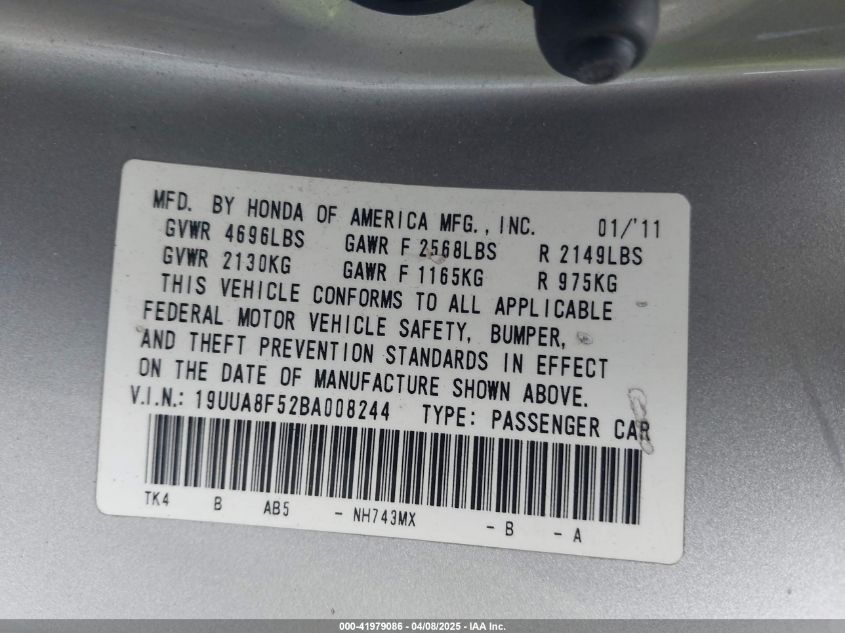 MFD. BY HONDA OF AMERICA MFG., INC. 01/'11
GVWR 4696LBS GAWR F 2568LBS R 2149LBS
GVWR 2130KG GAWR F 1165KG R 975KG
THIS VEHICLE CONFORMS TO ALL APPLICABLE
FEDERAL MOTOR VEHICLE SAFETY, BUMPER,
AND THEFT PREVENTION STANDARDS IN EFFECT
ON THE DATE OF MANUFACTURE SHOWN ABOVE.
V.I.N.: 19UUA8F52BA008244 TYPE: PASSENGER CAR
TK4 B AB5 - NH743MX - B - A
000-41979086 - 04/08/2025 - IAA Inc.